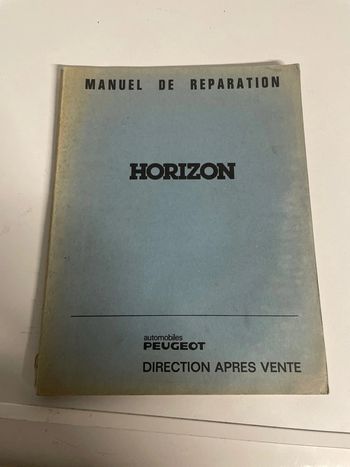 MANUEL DE REPARATION
HORIZON
automobiles
PEUGEOT
DIRECTION APRES VENTE